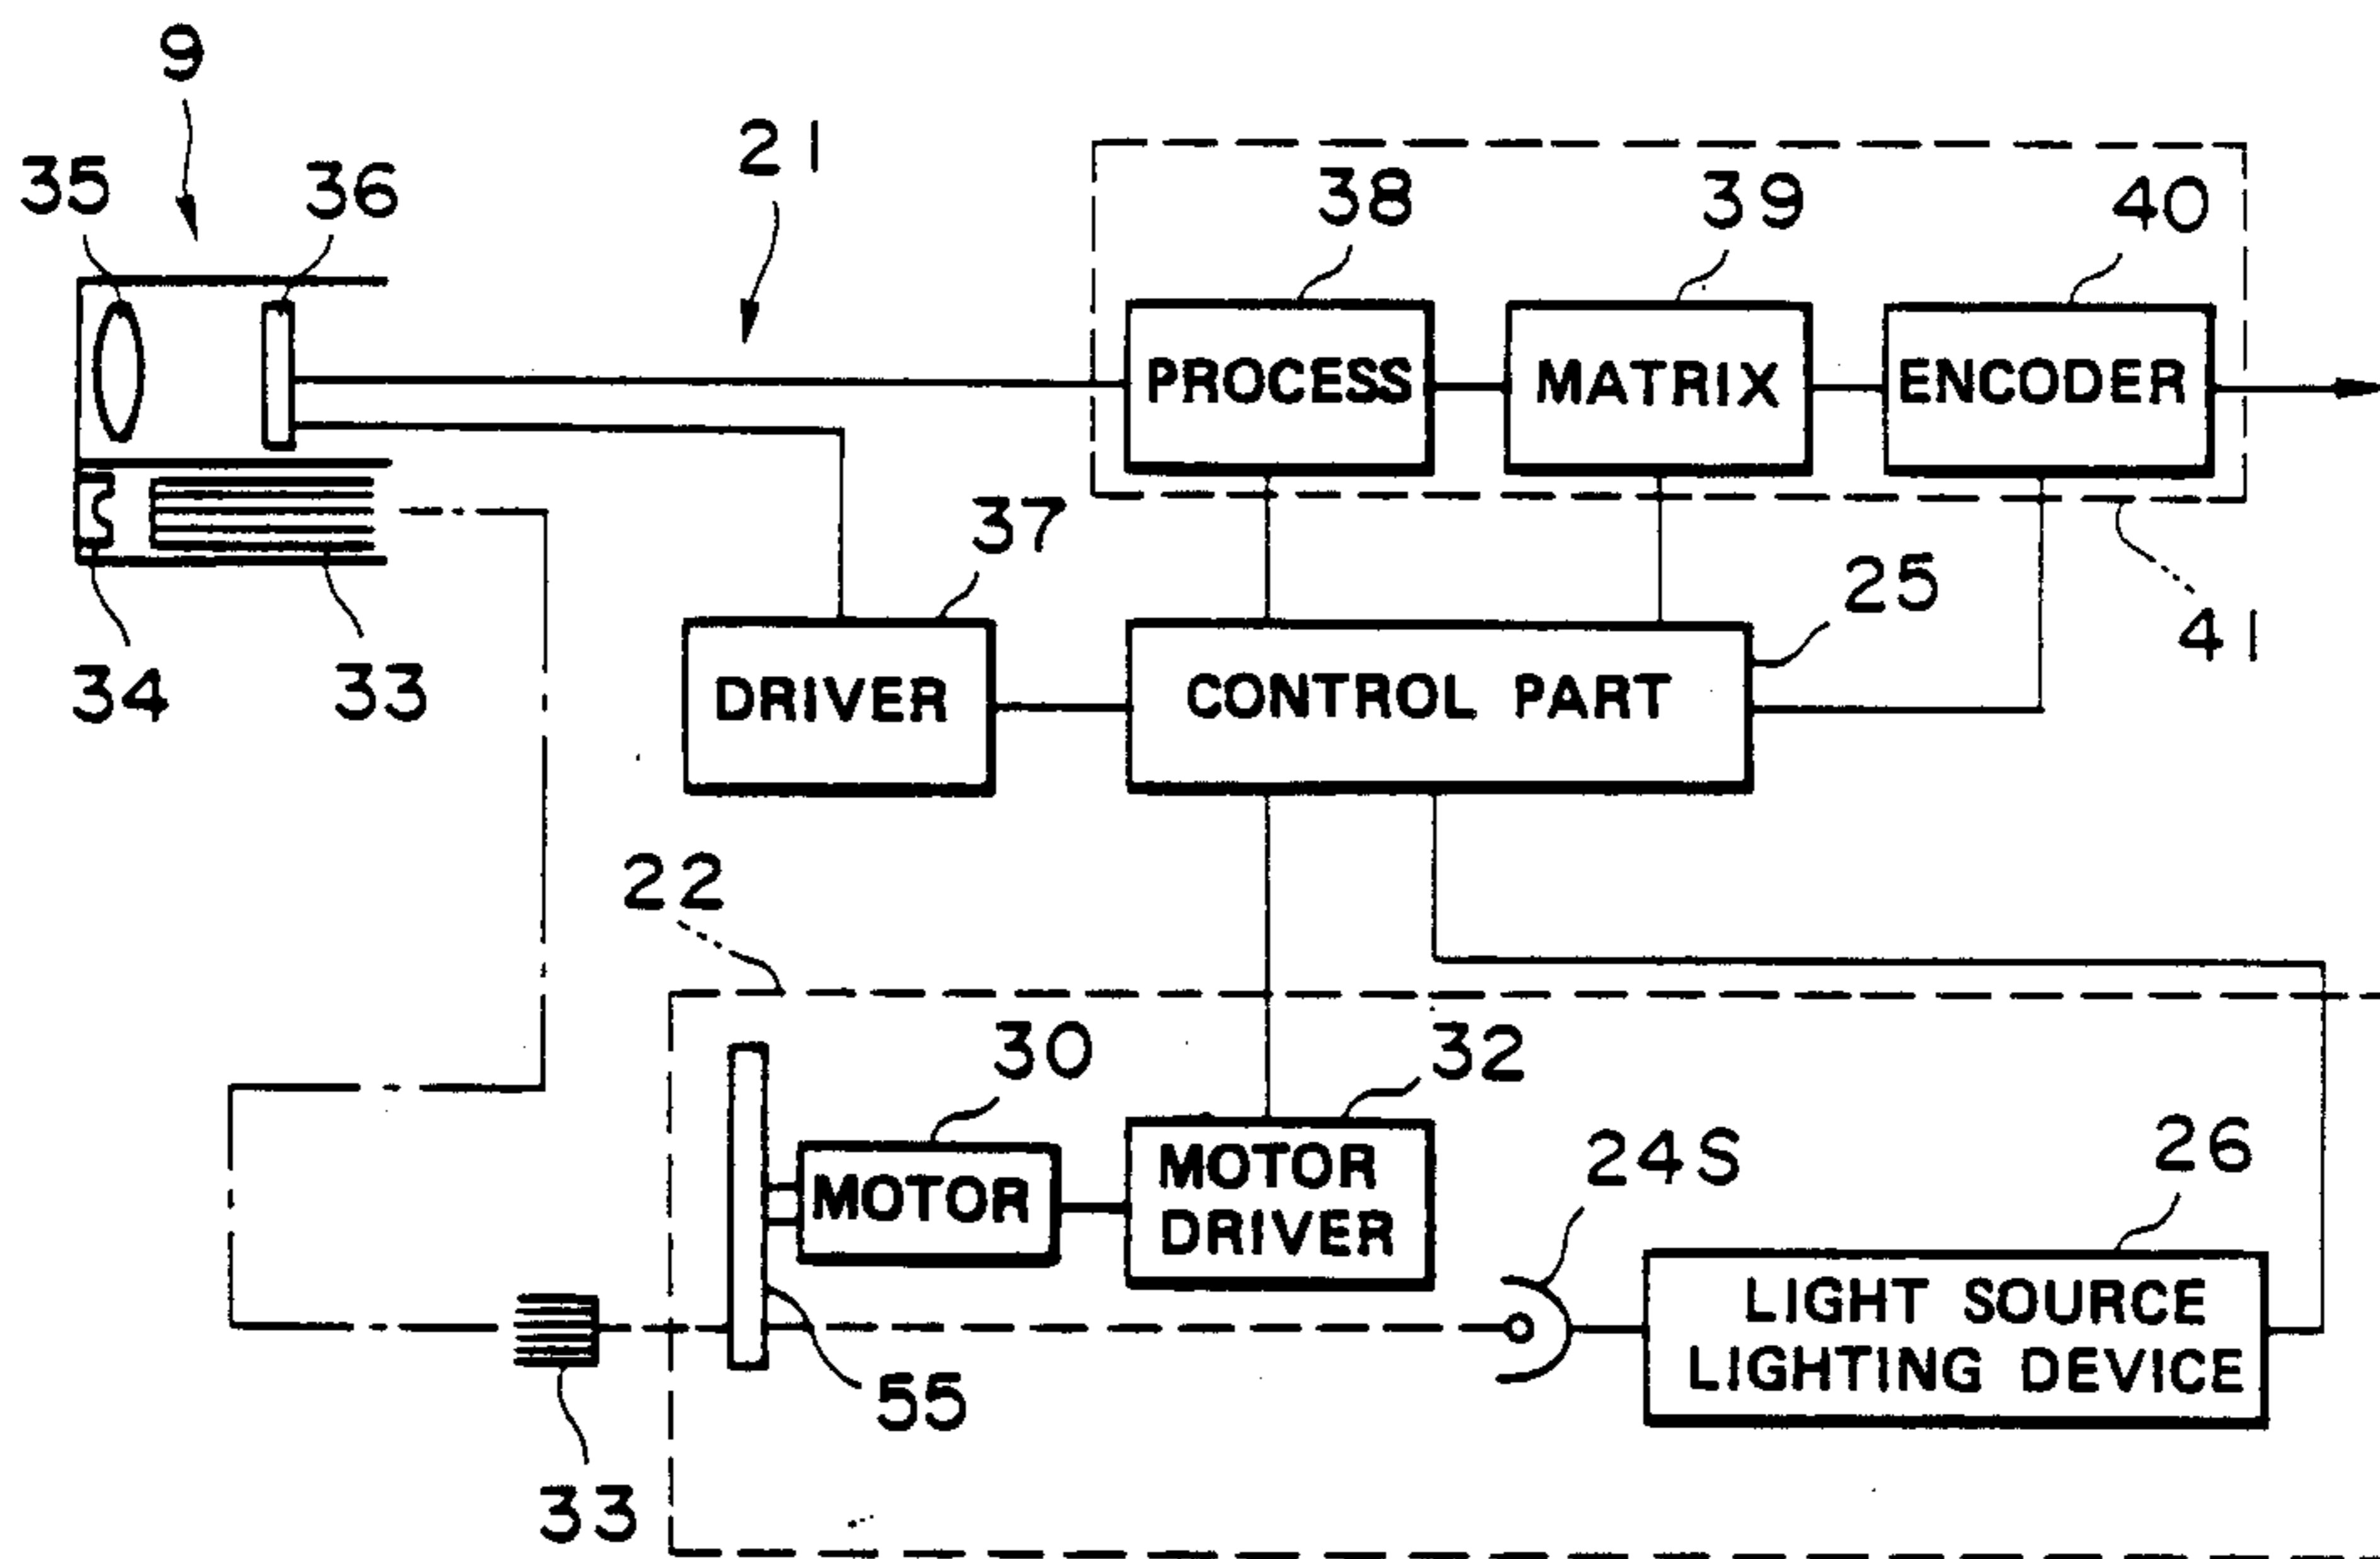 9
35
36
21
38
39
40
PROCESS
MATRIX
ENCODER
37
25
41
34
33
DRIVER
CONTROL PART
22
30
32
24S
26
MOTOR
MOTOR
DRIVER
LIGHT SOURCE
LIGHTING DEVICE
55
33